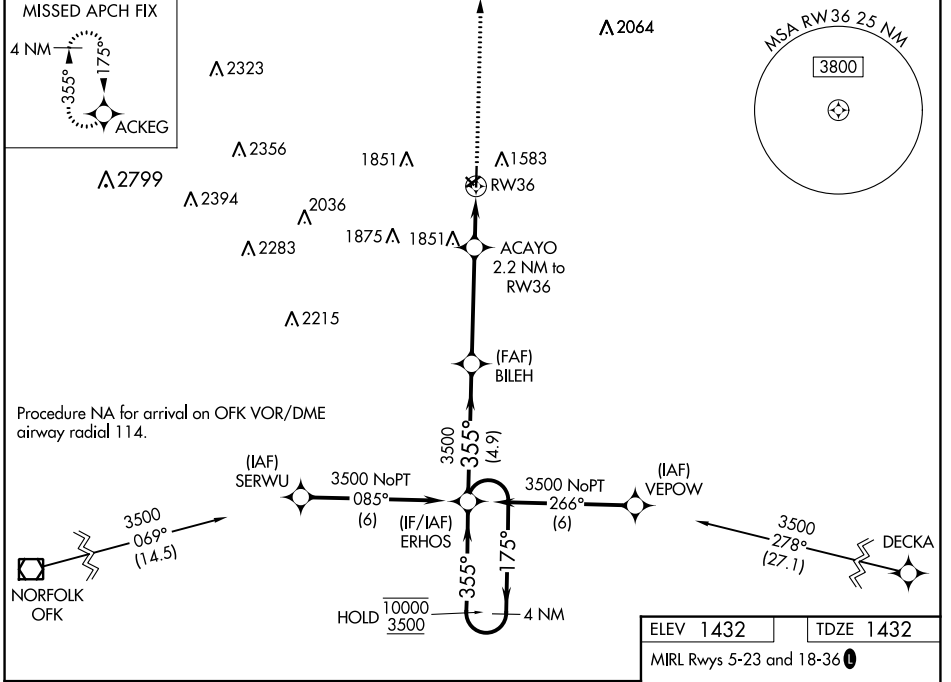 MISSED APCH FIX
4 NM
355°
175°
ACKEG
2323
2064
MSA RW36 25 NM
3800
2356
1851
1583
2799
RW36
2394
2036
2283
1875
1851
ACAYO
2.2 NM to
RW36
2215
(FAF)
BILEH
Procedure NA for arrival on OFK VOR/DME
airway radial 114.
3500
355°
(4.9)
(IAF)
SERWU
3500 NoPT
085°
(6)
(IF/IAF)
ERHOS
3500 NoPT
266°
(6)
(IAF)
VEPOW
3500
069°
(14.5)
NORFOLK
OFK
3500
278°
(27.1)
DECKA
355°
175°
HOLD
10000
3500
4 NM
ELEV 1432
TDZE 1432
MIRL Rwys 5-23 and 18-36 L